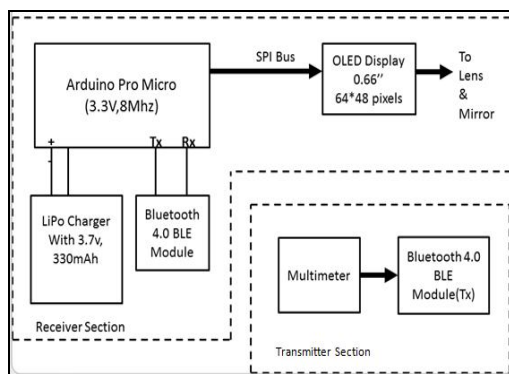 Arduino Pro Micro
(3.3V,8Mhz)
+
-
Tx
Rx
SPI Bus
OLED Display
0.66’’
64*48 pixels
To
Lens
&
Mirror
LiPo Charger
With 3.7v,
330mAh
Bluetooth
4.0 BLE
Module
Receiver Section
Multimeter
Bluetooth 4.0
BLE
Module(Tx)
Transmitter Section